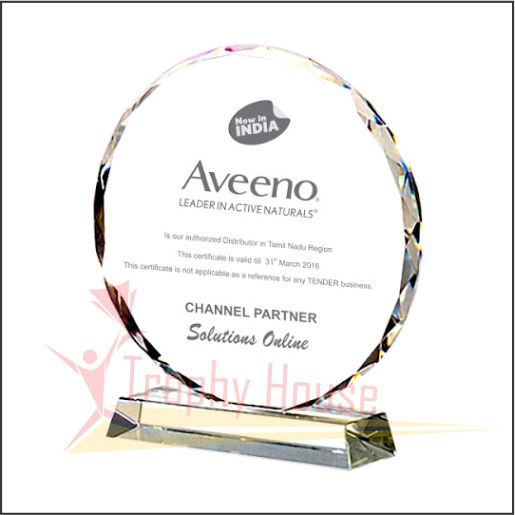 Now in
INDIA
Aveeno®
LEADER IN ACTIVE NATURALS®
Is our authorized Distributor in Tamil Nadu Region
This certificate is valid till 31st March 2016
This certificate is not applicable as a reference for any TENDER business.
CHANNEL PARTNER
Solutions Online
Trophy House